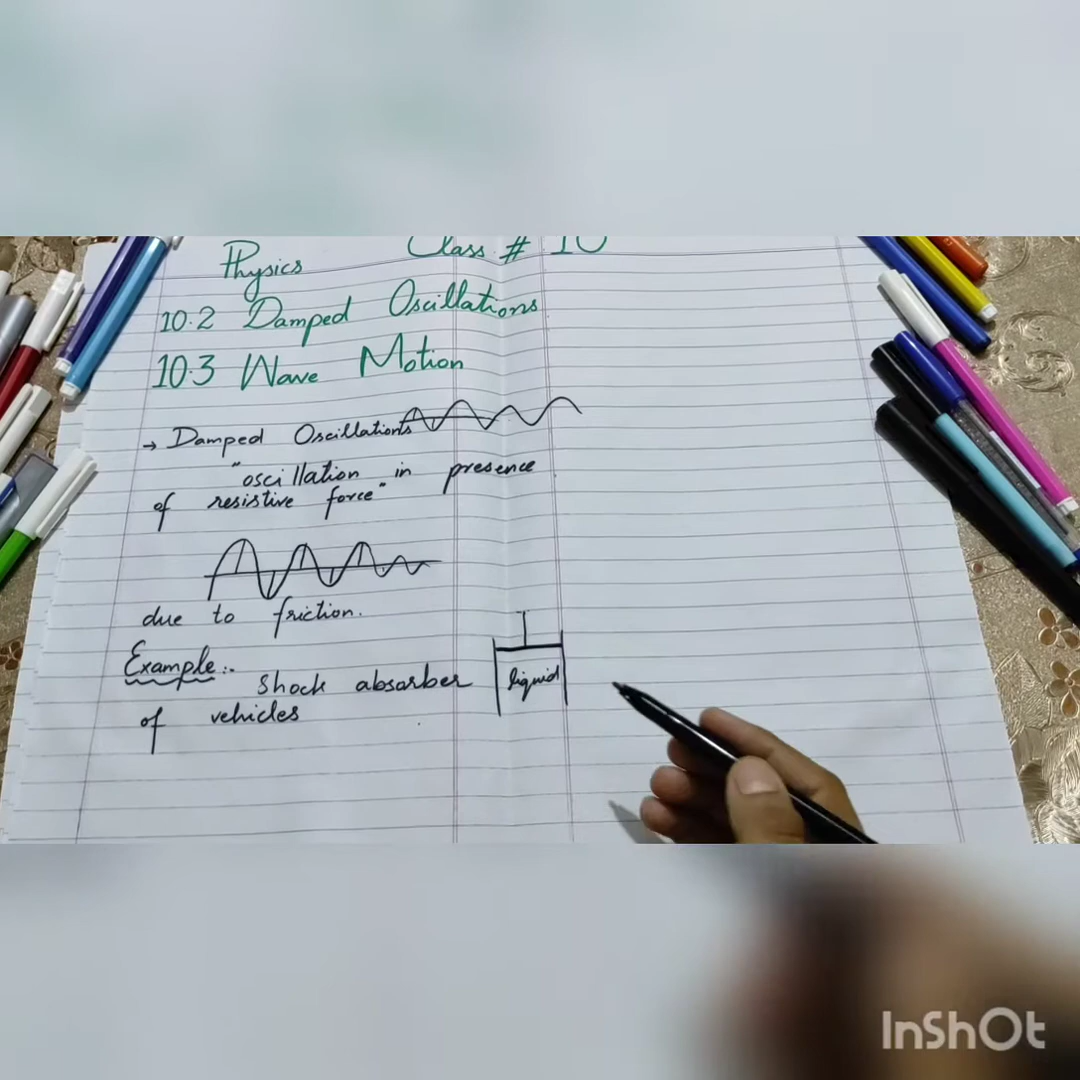 Physics Class # 10
10.2 Damped Oscillations
10.3 Wave Motion
→ Damped Oscillations
"oscillation in presence
of resistive force"
due to friction.
Example:-
Shock absarber
of vehicles
liquid
InShOt